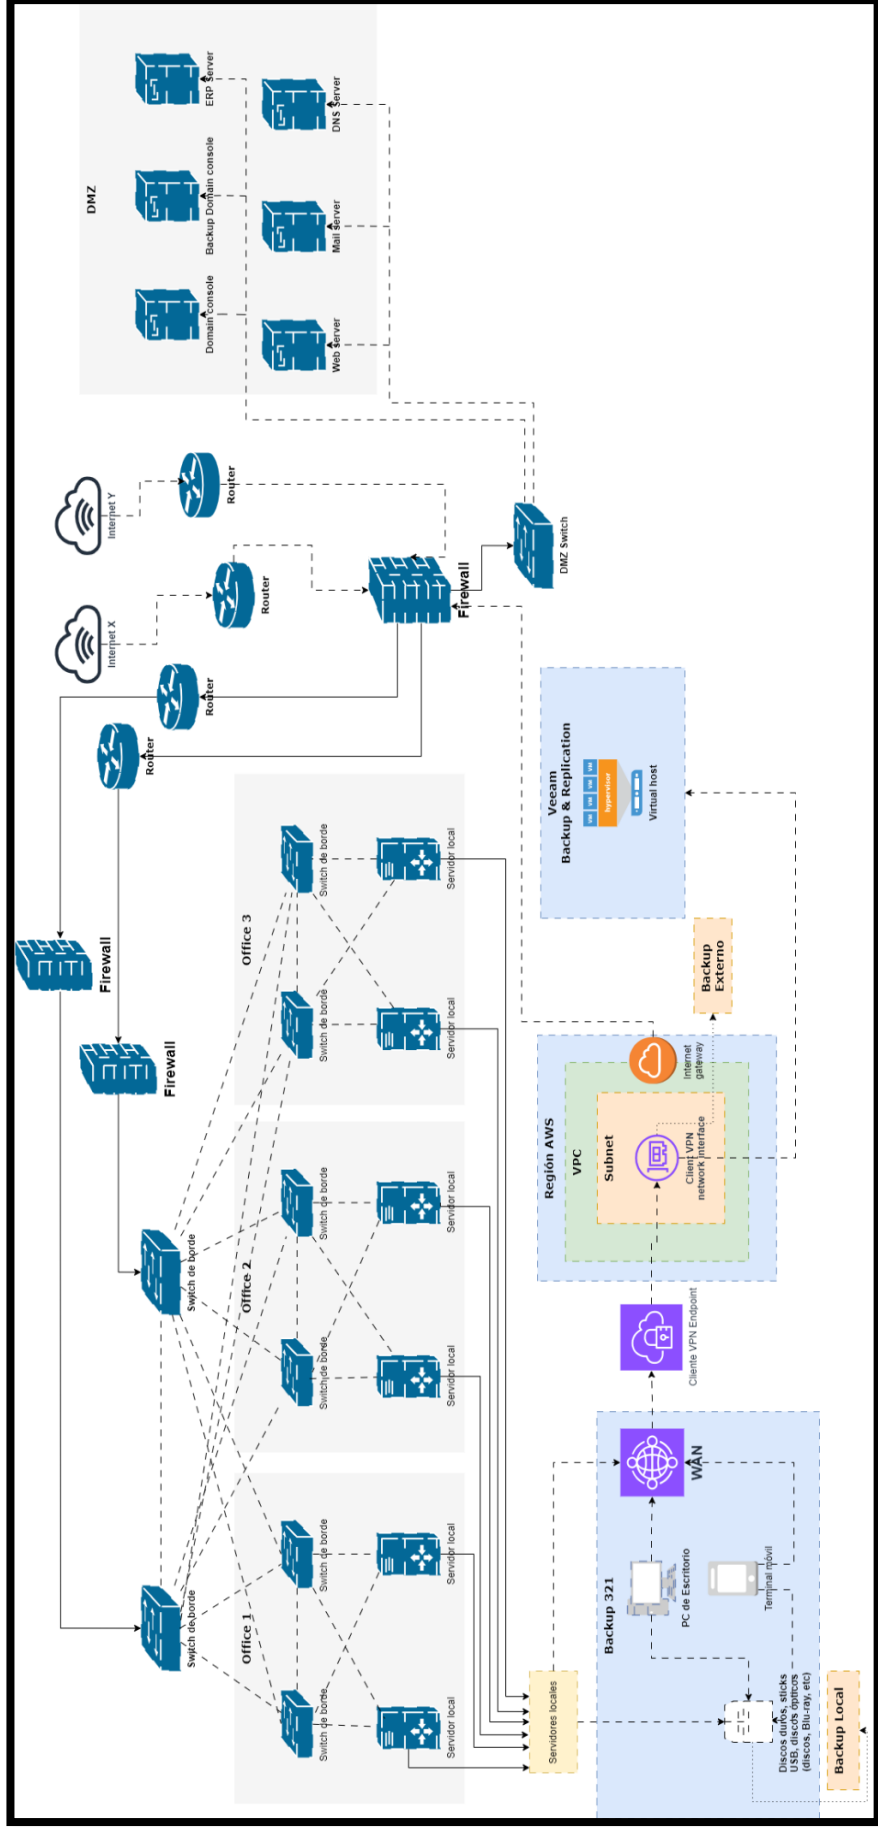 Internet X
Internet Y
Router
Router
Router
Router
Firewall
Firewall
Firewall
DMZ
Domain console
Backup Domain console
ERP Server
Web Server
Mail Server
DNS Server
DMZ Switch
Switch de borde
Switch de borde
Office 1
Switch de borde
Switch de borde
Servidor local
Servidor local
Office 2
Switch de borde
Switch de borde
Servidor local
Servidor local
Office 3
Switch de borde
Switch de borde
Servidor local
Servidor local
Servidores locales
Backup 321
PC de Escritorio
Terminal móvil
WAN
Discos duros, sticks
USB, discos ópticos
(discos, Blu-ray, etc)
Backup Local
Cliente VPN Endpoint
Región AWS
VPC
Subnet
Client VPN
network interface
Internet
gateway
Backup
Externo
Veeam
Backup & Replication
VM VM VM VM
hypervisor
Virtual host